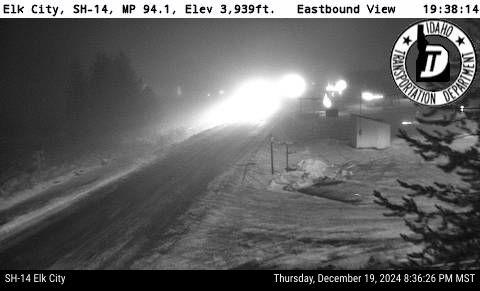 Elk City, SH-14, MP 94.1, Elev 3,939ft. Eastbound View 19:38:14
IDAHO
TRANSPORTATION DEPARTMENT
SH-14 Elk City Thursday, December 19, 2024 8:36:26 PM MST